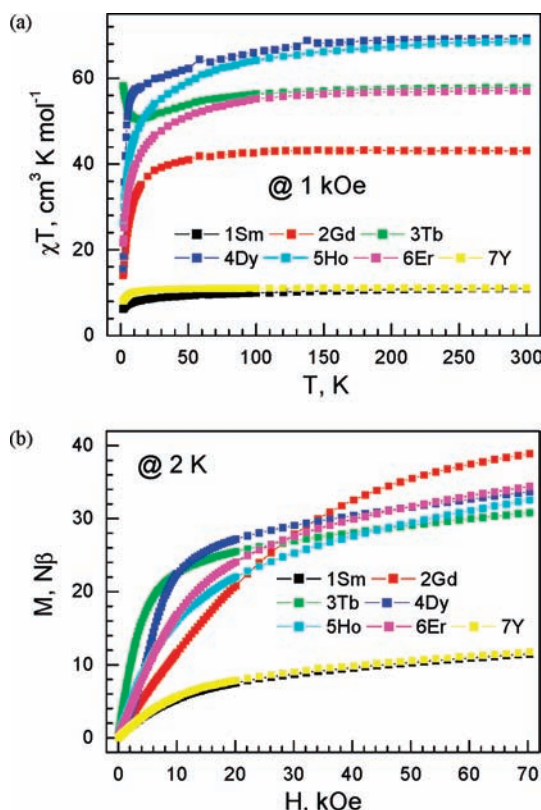 (a)
χT, cm³ K mol⁻¹
60
40
20
0
@ 1 kOe
1Sm 2Gd 3Tb
4Dy 5Ho 6Er 7Y
0 50 100 150 200 250 300
T, K
(b)
M, Nβ
40
30
20
10
0
@ 2 K
1Sm 2Gd
3Tb 4Dy
5Ho 6Er 7Y
0 10 20 30 40 50 60 70
H, kOe